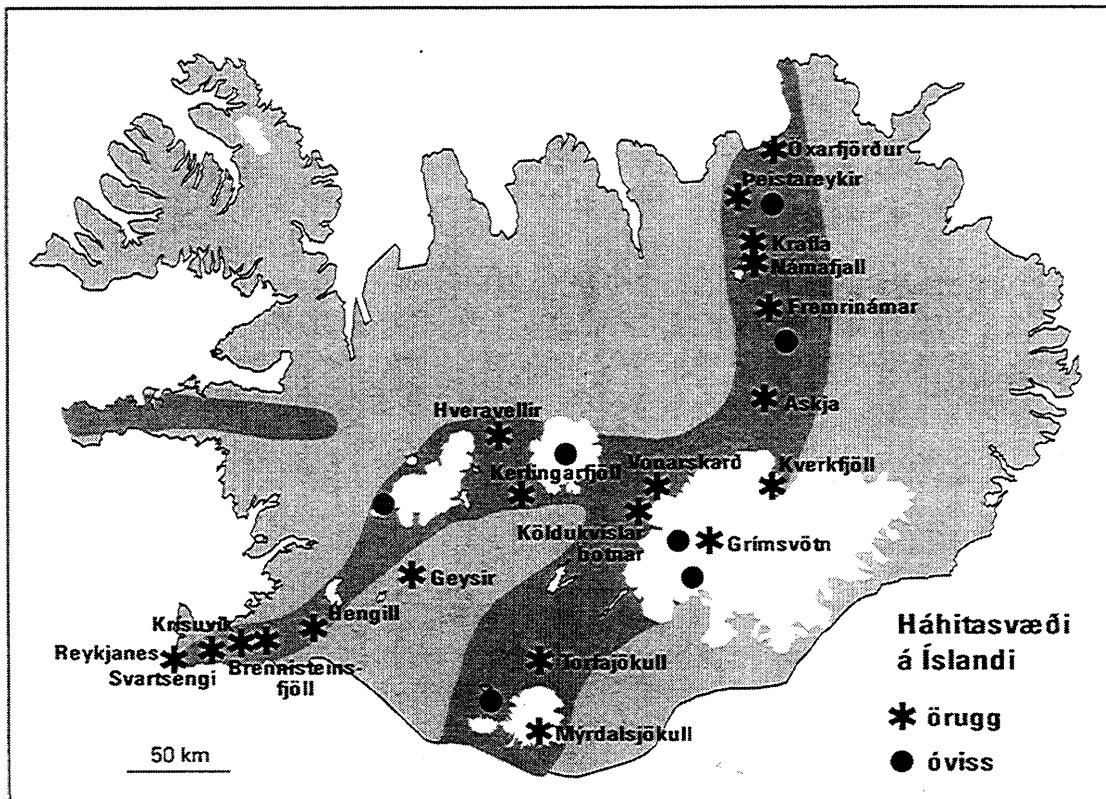 Öxarfjörður
Þeistareykir
Krafla
Námafjall
Fremrinámar
Askja
Hveravellir
Kerlingarfjöll
Vonarskarð
Kverkfjöll
Köldukvíslar
botnar
Grímsvötn
Geysir
Hengill
Krísuvík
Reykjanes
Svartsengi
Brennisteins-
fjöll
Torfajökull
Mýrdalsjökull
50 km
Háhitasvæði
á Íslandi
örugg
óviss